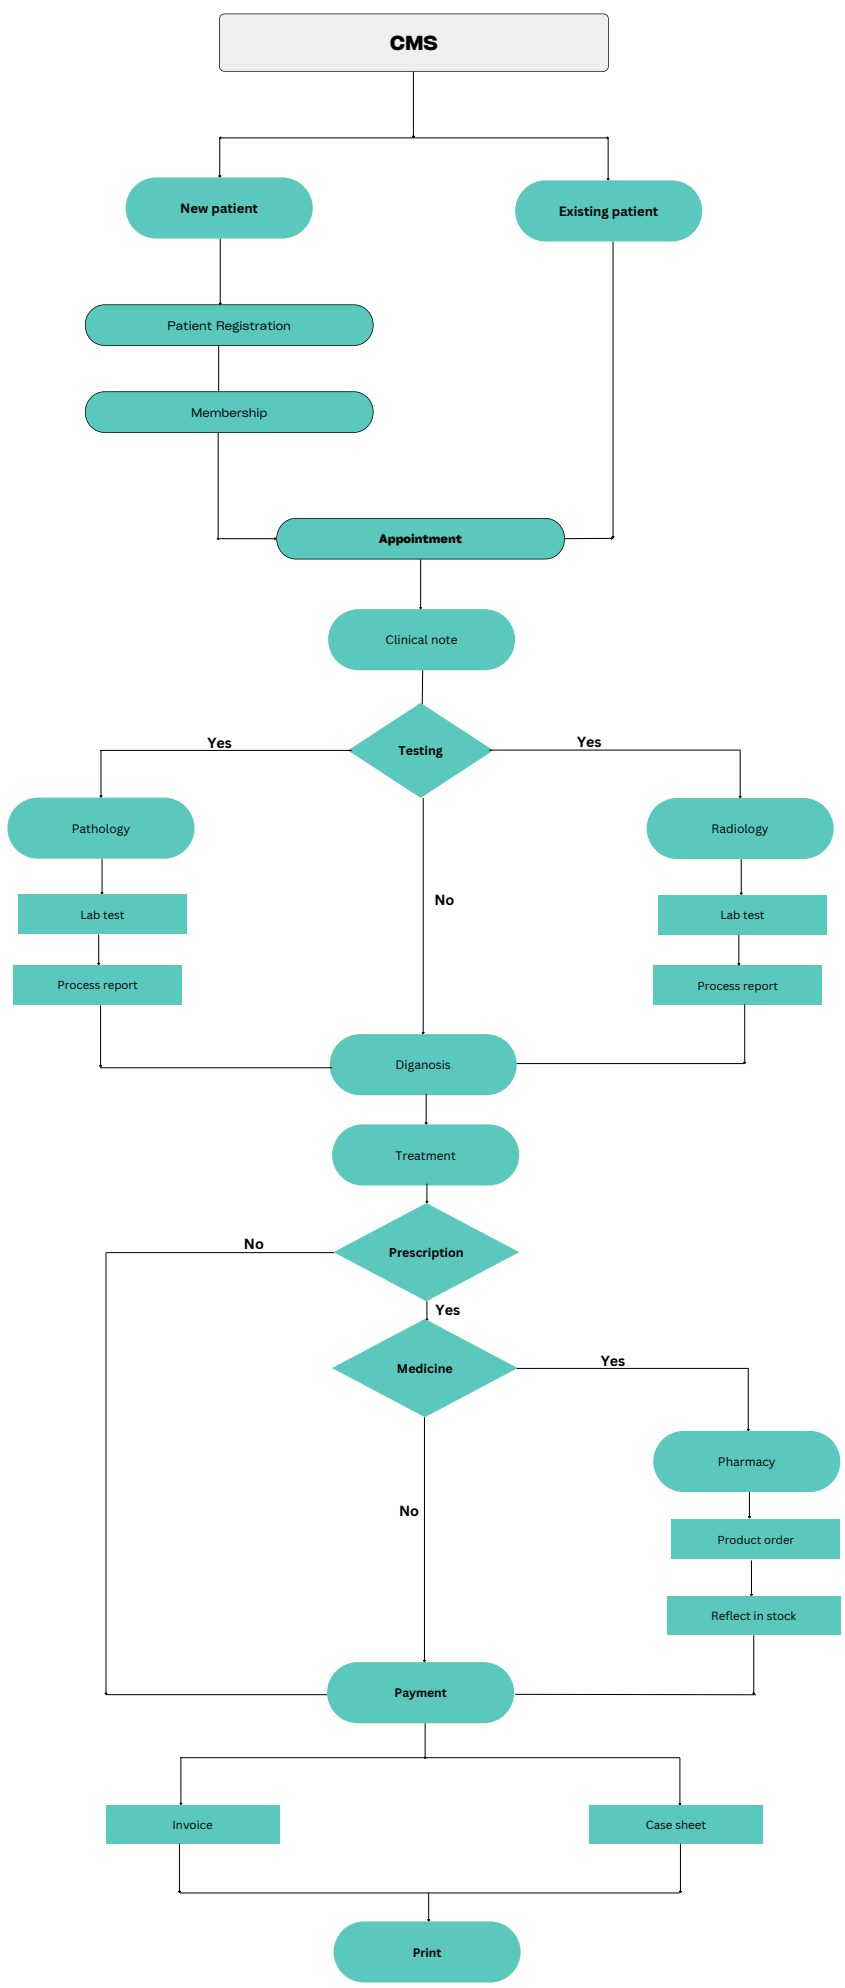 CMS
New patient
Existing patient
Patient Registration
Membership
Appointment
Clinical note
Yes
Testing
Yes
Pathology
Radiology
Lab test
No
Lab test
Process report
Process report
Diganosis
Treatment
No
Prescription
Yes
Medicine
Yes
Pharmacy
No
Product order
Reflect in stock
Payment
Invoice
Case sheet
Print